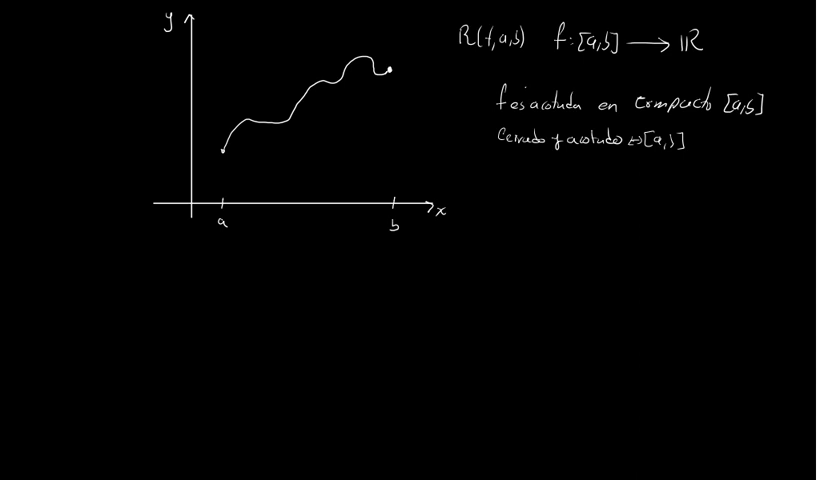 y
R(f,a,b) f:[a,b] → ℝ
f es acotada en compacto [a,b]
Cerrado y acotado ↔ [a,b]
a b x